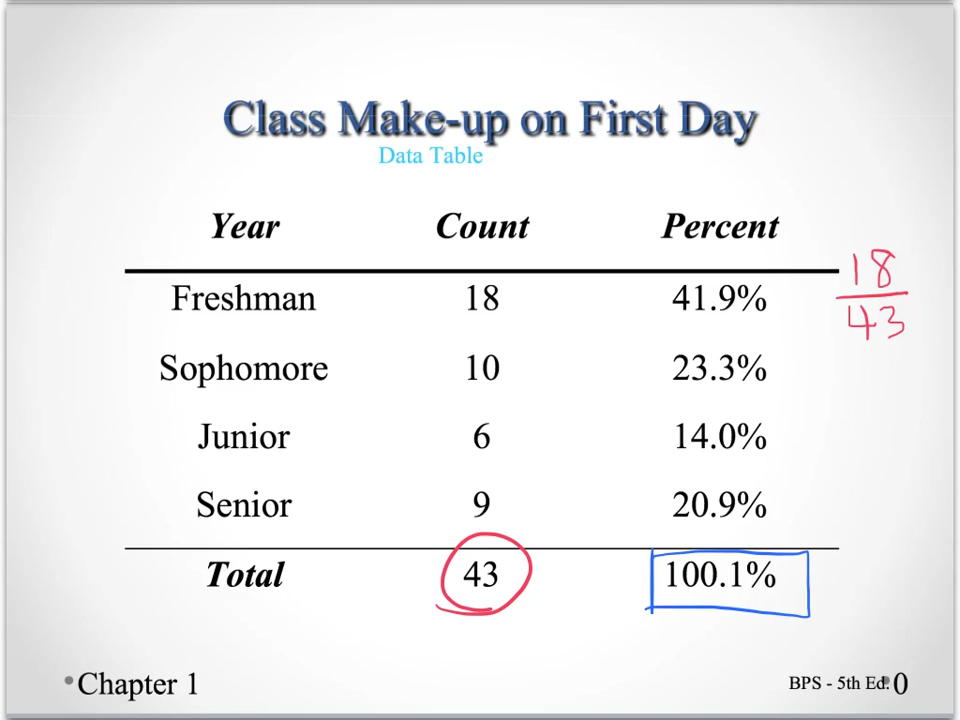 Class Make-up on First Day
Data Table
Year Count Percent
Freshman 18 41.9%
18
43
Sophomore 10 23.3%
Junior 6 14.0%
Senior 9 20.9%
Total 43 100.1%
•Chapter 1
BPS - 5th Ed. 0